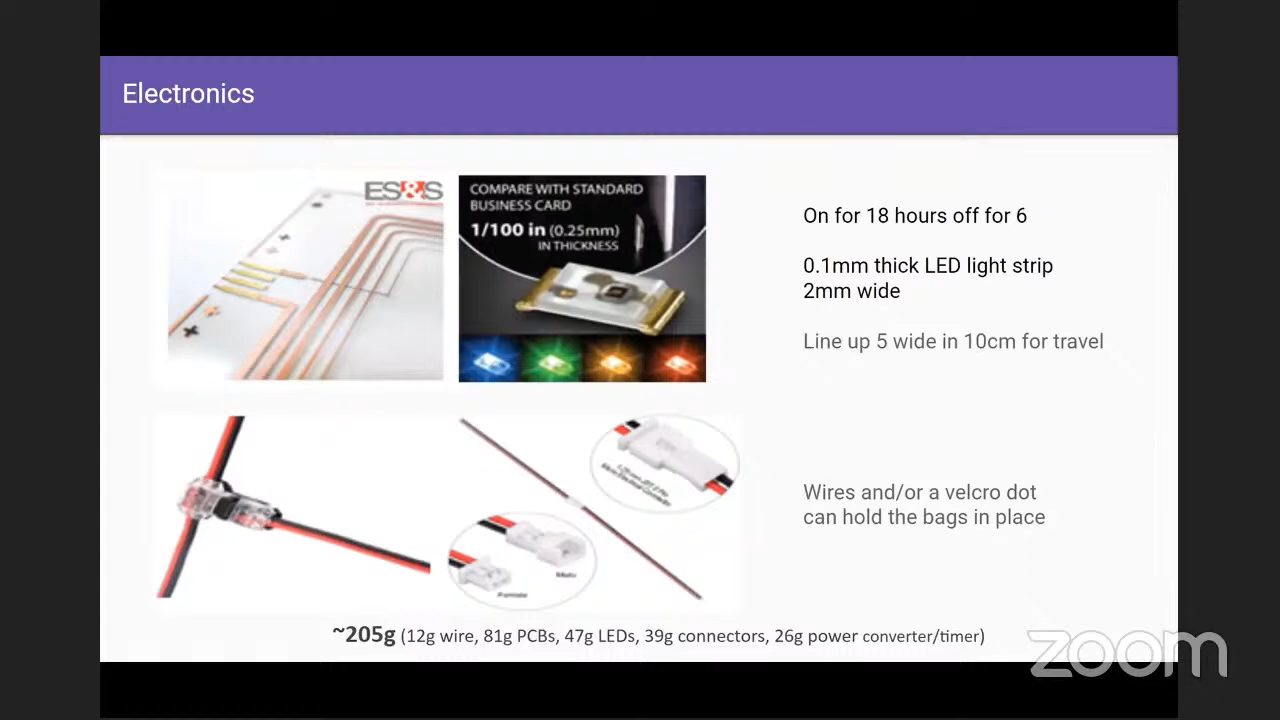 Electronics
ES&S
COMPARE WITH STANDARD
BUSINESS CARD
1/100 in (0.25mm)
IN THICKNESS
On for 18 hours off for 6
0.1mm thick LED light strip
2mm wide
Line up 5 wide in 10cm for travel
Male
Female
Wires and/or a velcro dot
can hold the bags in place
~205g (12g wire, 81g PCBs, 47g LEDs, 39g connectors, 26g power converter/timer)
zoom